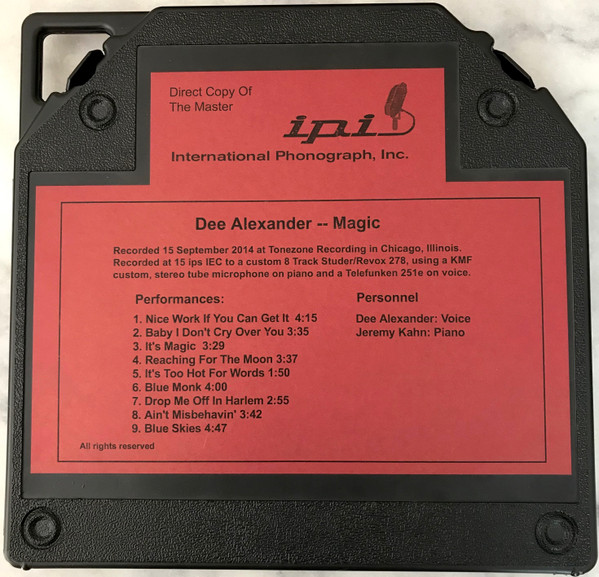 Direct Copy Of
The Master
ipi
International Phonograph, Inc.
Dee Alexander -- Magic
Recorded 15 September 2014 at Tonezone Recording in Chicago, Illinois.
Recorded at 15 ips IEC to a custom 8 Track Studer/Revox 278, using a KMF
custom, stereo tube microphone on piano and a Telefunken 251e on voice.
Performances:
1. Nice Work If You Can Get It 4:15
2. Baby I Don't Cry Over You 3:35
3. It's Magic 3:29
4. Reaching For The Moon 3:37
5. It's Too Hot For Words 1:50
6. Blue Monk 4:00
7. Drop Me Off In Harlem 2:55
8. Ain't Misbehavin' 3:42
9. Blue Skies 4:47
Personnel
Dee Alexander: Voice
Jeremy Kahn: Piano
All rights reserved